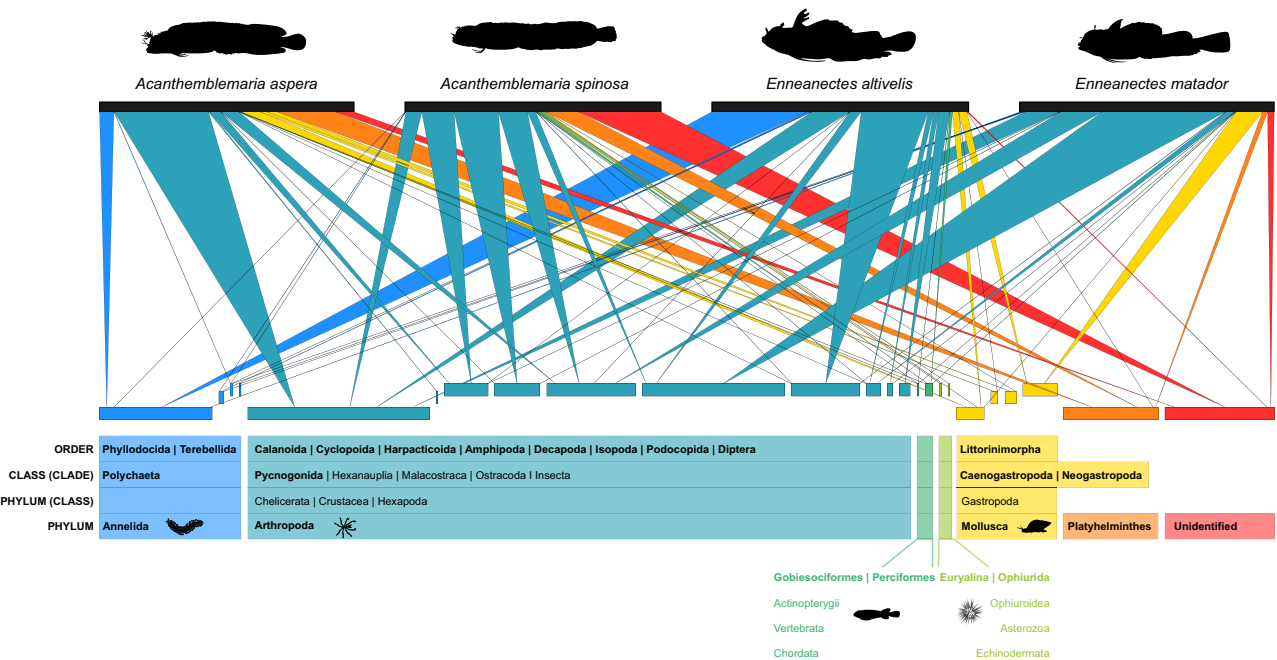 Acanthemblemaria aspera
Acanthemblemaria spinosa
Enneanectes altivelis
Enneanectes matador
ORDER
Phyllodocida | Terebellida
Calanoida | Cyclopoida | Harpacticoida | Amphipoda | Decapoda | Isopoda | Podocopida | Diptera
Littorinimorpha
CLASS (CLADE)
Polychaeta
Pycnogonida | Hexanauplia | Malacostraca | Ostracoda I Insecta
Caenogastropoda | Neogastropoda
PHYLUM (CLASS)
Chelicerata | Crustacea | Hexapoda
Gastropoda
PHYLUM
Annelida
Arthropoda
Mollusca
Platyhelminthes
Unidentified
Gobiesociformes | Perciformes
Euryalina | Ophiurida
Actinopterygii
Ophiuroidea
Vertebrata
Asterozoa
Chordata
Echinodermata